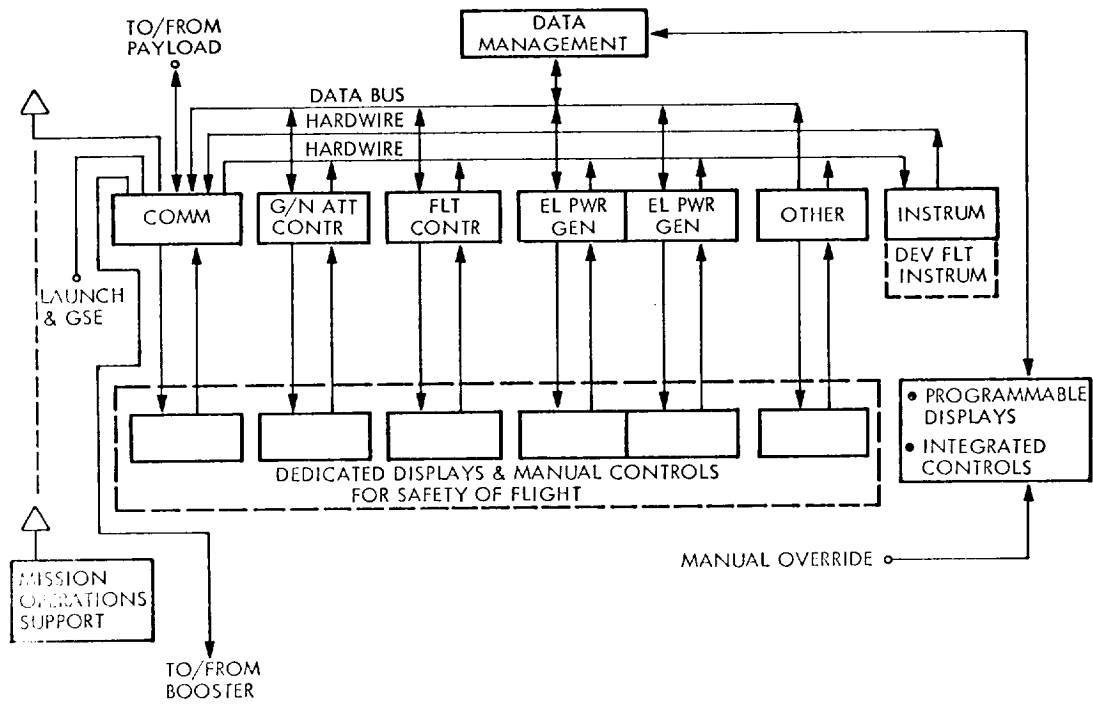 TO/FROM
PAYLOAD
DATA
MANAGEMENT
DATA BUS
HARDWIRE
HARDWIRE
COMM
G/N ATT
CONTR
FLT
CONTR
EL PWR
GEN
EL PWR
GEN
OTHER
INSTRUM
DEV FLT
INSTRUM
LAUNCH
& GSE
• PROGRAMMABLE
DISPLAYS
• INTEGRATED
CONTROLS
DEDICATED DISPLAYS & MANUAL CONTROLS
FOR SAFETY OF FLIGHT
MANUAL OVERRIDE
MISSION
OPERATIONS
SUPPORT
TO/FROM
BOOSTER